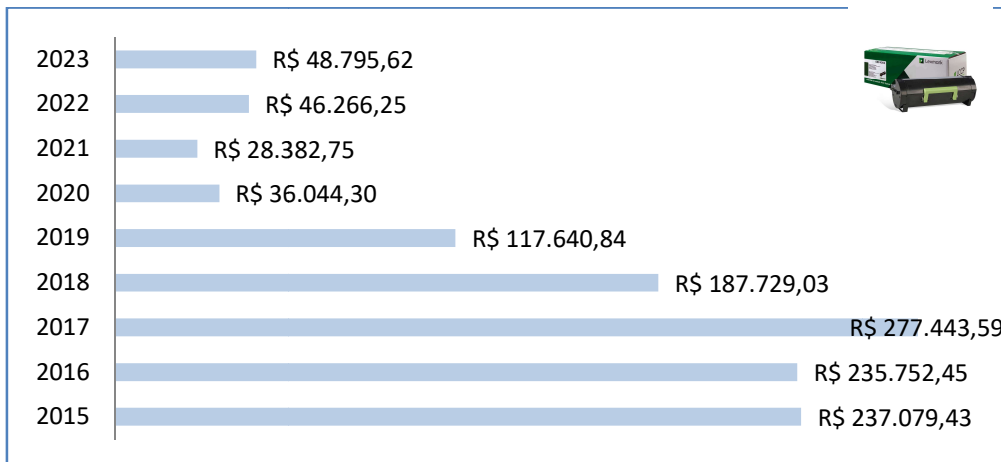 2023 R$ 48.795,62
2022 R$ 46.266,25
2021 R$ 28.382,75
2020 R$ 36.044,30
2019 R$ 117.640,84
2018 R$ 187.729,03
2017 R$ 277.443,59
2016 R$ 235.752,45
2015 R$ 237.079,43
Lexmark